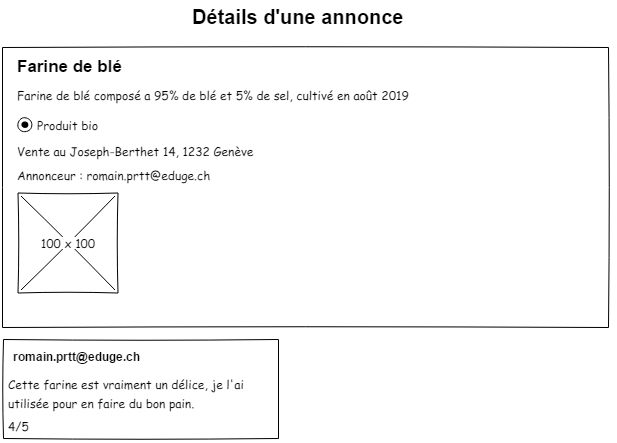 Détails d'une annonce
Farine de blé
Farine de blé composé a 95% de blé et 5% de sel, cultivé en août 2019
Produit bio
Vente au Joseph-Berthet 14, 1232 Genève
Annonceur : romain.prtt@eduge.ch
100 x 100
romain.prtt@eduge.ch
Cette farine est vraiment un délice, je l'ai
utilisée pour en faire du bon pain.
4/5